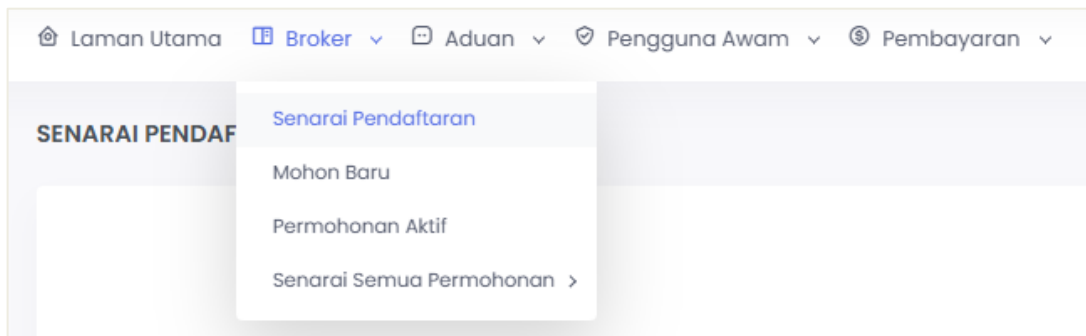 Laman Utama Broker Aduan Pengguna Awam Pembayaran
SENARAI PENDAF
Senarai Pendaftaran
Mohon Baru
Permohonan Aktif
Senarai Semua Permohonan >